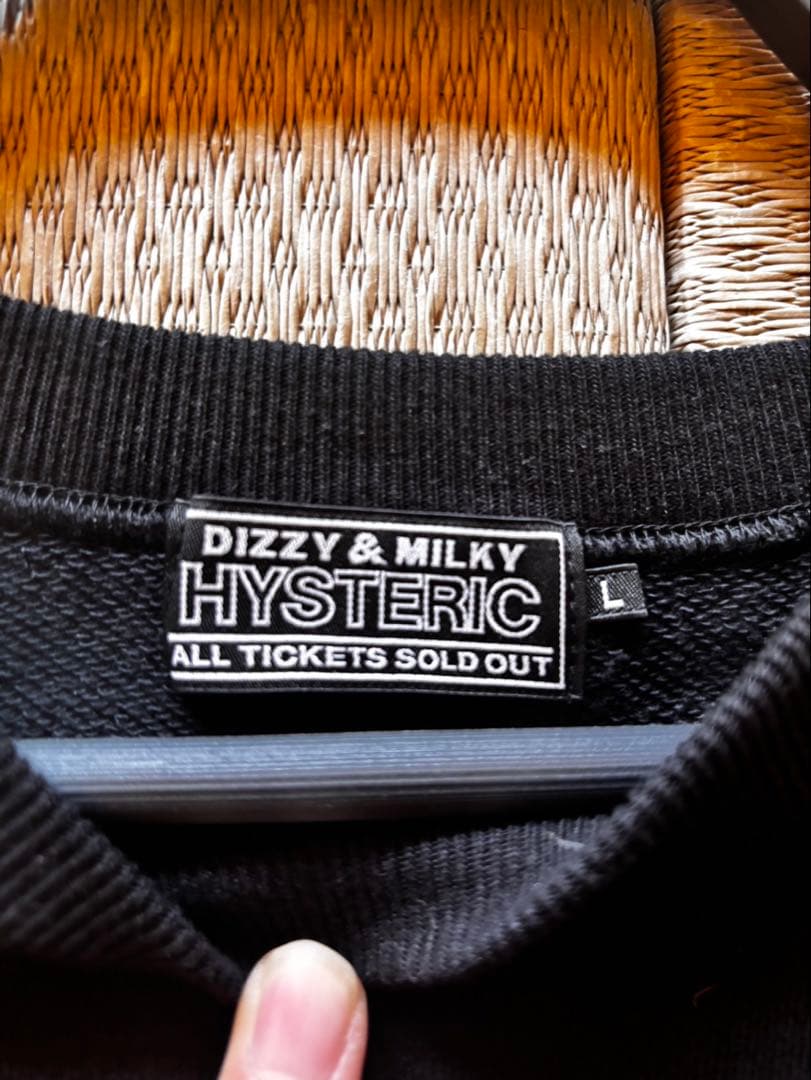 DIZZY & MILKY
HYSTERIC
ALL TICKETS SOLD OUT
L